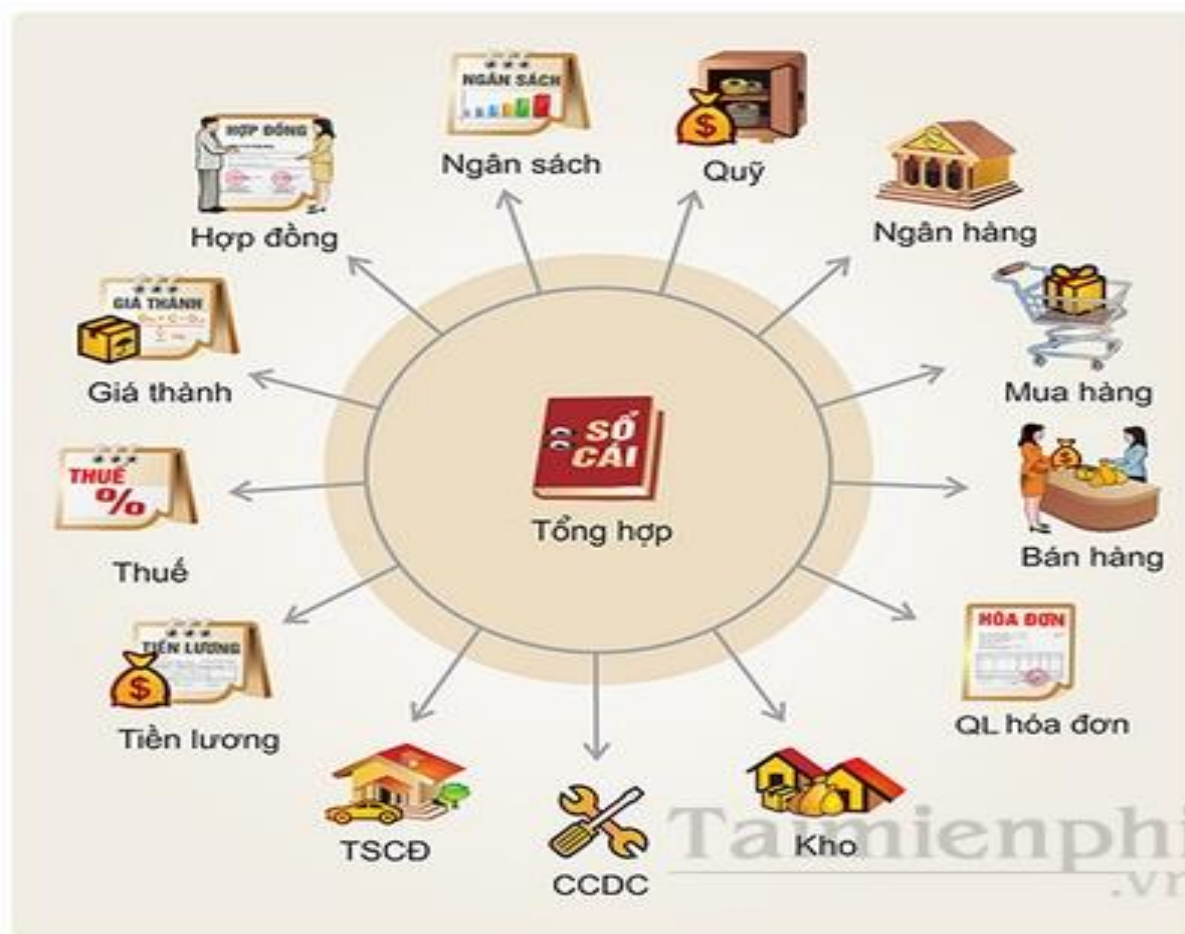 NGÂN SÁCH
Ngân sách
Quỹ
HỢP ĐỒNG
Hợp đồng
Ngân hàng
GIÁ THÀNH
Giá thành
Mua hàng
SỔ
CÁI
Tổng hợp
THUẾ
%
Thuế
Bán hàng
TIỀN LƯƠNG
Tiền lương
HÓA ĐƠN
QL hóa đơn
TSCĐ
CCDC
Kho
Taimienphi
.vn